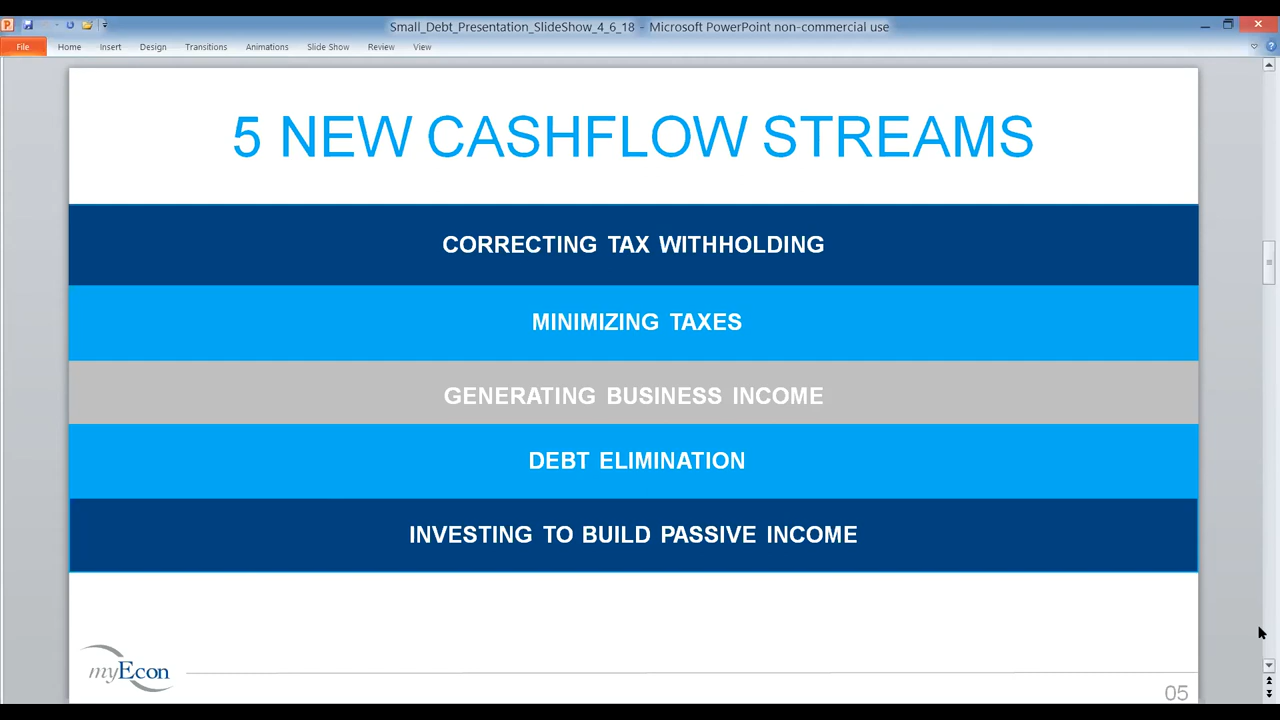 Small_Debt_Presentation_SlideShow_4_6_18 - Microsoft PowerPoint non-commercial use
File Home Insert Design Transitions Animations Slide Show Review View
5 NEW CASHFLOW STREAMS
CORRECTING TAX WITHHOLDING
MINIMIZING TAXES
GENERATING BUSINESS INCOME
DEBT ELIMINATION
INVESTING TO BUILD PASSIVE INCOME
myEcon
05